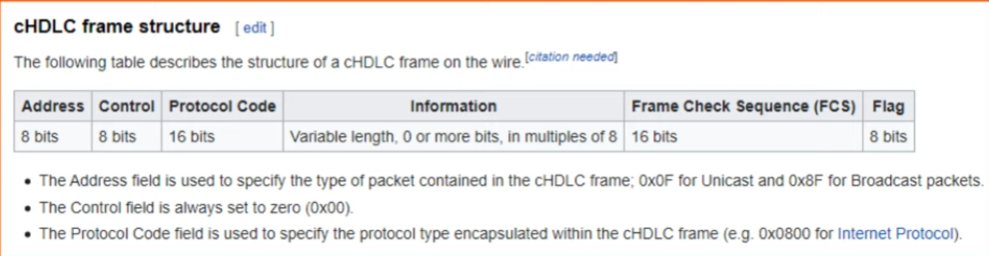 cHDLC frame structure [ edit ]
The following table describes the structure of a cHDLC frame on the wire.[citation needed]
Address Control Protocol Code Information Frame Check Sequence (FCS) Flag
8 bits 8 bits 16 bits Variable length, 0 or more bits, in multiples of 8 16 bits 8 bits
• The Address field is used to specify the type of packet contained in the cHDLC frame; 0x0F for Unicast and 0x8F for Broadcast packets.
• The Control field is always set to zero (0x00).
• The Protocol Code field is used to specify the protocol type encapsulated within the cHDLC frame (e.g. 0x0800 for Internet Protocol).